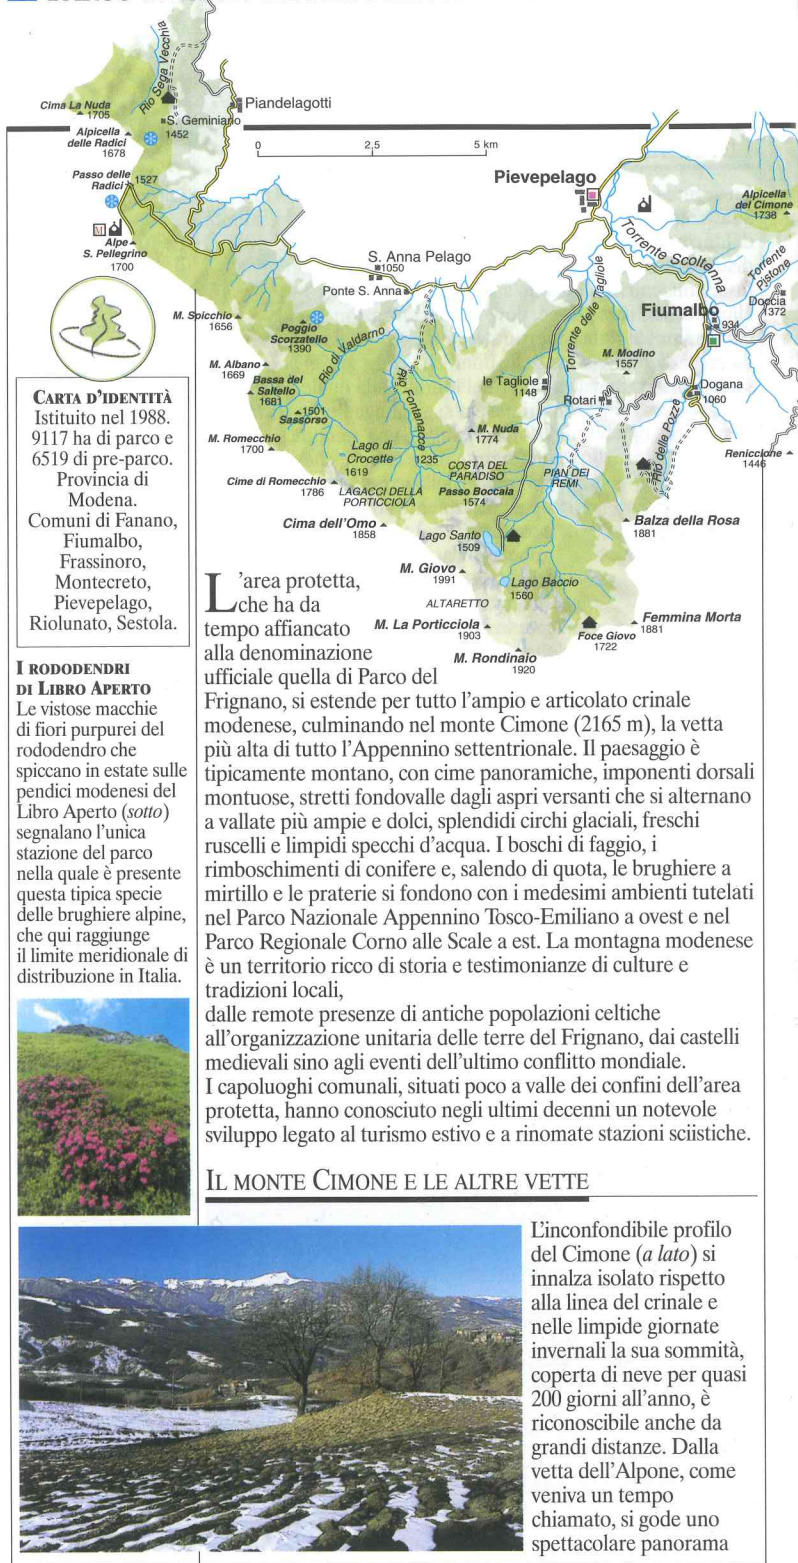 Rio Sega Vecchia
Cima La Nuda
1705
Piandelagotti
S. Geminiano
1452
Alpicella
delle Radici
1678
0 2,5 5 km
Passo delle
Radici
1527
Pievepelago
Alpicella
del Cimone
1738
M
Alpe
S. Pellegrino
1700
S. Anna Pelago
1050
Ponte S. Anna
Torrente Scoltenna
Torrente
Pistone
Doccia
1372
Torrente delle Tagliole
Fiumalbo
934
M. Spicchio
1656
Poggio
Scorzatello
1390
Rio di Valdarno
Rio Fontanacce
M. Modino
1557
M. Albano
1669
Bassa del
Saltello
1681
le Tagliole
1148
Rotari
Dogana
1060
1501
Sassorso
M. Nuda
1774
Rio delle Pozze
M. Romecchio
1700
Lago di
Crocette
1619
1235
COSTA DEL
PARADISO
PIAN DEI
REMI
Reniccione
1446
Cime di Romecchio
1786
LAGACCI DELLA
PORTICCIOLA
Passo Boccaia
1574
Cima dell'Omo
1858
Lago Santo
1509
Balza della Rosa
1881
M. Giovo
1991
Lago Baccio
1560
ALTARETTO
M. La Porticciola
1903
Foce Giovo
1722
Femmina Morta
1881
M. Rondinaio
1920
CARTA D'IDENTITÀ
Istituito nel 1988.
9117 ha di parco e
6519 di pre-parco.
Provincia di
Modena.
Comuni di Fanano,
Fiumalbo,
Frassinoro,
Montecreto,
Pievepelago,
Riolunato, Sestola.
I RODODENDRI
DI LIBRO APERTO
Le vistose macchie
di fiori purpurei del
rododendro che
spiccano in estate sulle
pendici modenesi del
Libro Aperto (sotto)
segnalano l'unica
stazione del parco
nella quale è presente
questa tipica specie
delle brughiere alpine,
che qui raggiunge
il limite meridionale di
distribuzione in Italia.
L'area protetta,
che ha da
tempo affiancato
alla denominazione
ufficiale quella di Parco del
Frignano, si estende per tutto l'ampio e articolato crinale
modenese, culminando nel monte Cimone (2165 m), la vetta
più alta di tutto l'Appennino settentrionale. Il paesaggio è
tipicamente montano, con cime panoramiche, imponenti dorsali
montuose, stretti fondovalle dagli aspri versanti che si alternano
a vallate più ampie e dolci, splendidi circhi glaciali, freschi
ruscelli e limpidi specchi d'acqua. I boschi di faggio, i
rimboschimenti di conifere e, salendo di quota, le brughiere a
mirtillo e le praterie si fondono con i medesimi ambienti tutelati
nel Parco Nazionale Appennino Tosco-Emiliano a ovest e nel
Parco Regionale Corno alle Scale a est. La montagna modenese
è un territorio ricco di storia e testimonianze di culture e
tradizioni locali,
dalle remote presenze di antiche popolazioni celtiche
all'organizzazione unitaria delle terre del Frignano, dai castelli
medievali sino agli eventi dell'ultimo conflitto mondiale.
I capoluoghi comunali, situati poco a valle dei confini dell'area
protetta, hanno conosciuto negli ultimi decenni un notevole
sviluppo legato al turismo estivo e a rinomate stazioni sciistiche.
IL MONTE CIMONE E LE ALTRE VETTE
L'inconfondibile profilo
del Cimone (a lato) si
innalza isolato rispetto
alla linea del crinale e
nelle limpide giornate
invernali la sua sommità,
coperta di neve per quasi
200 giorni all'anno, è
riconoscibile anche da
grandi distanze. Dalla
vetta dell'Alpone, come
veniva un tempo
chiamato, si gode uno
spettacolare panorama